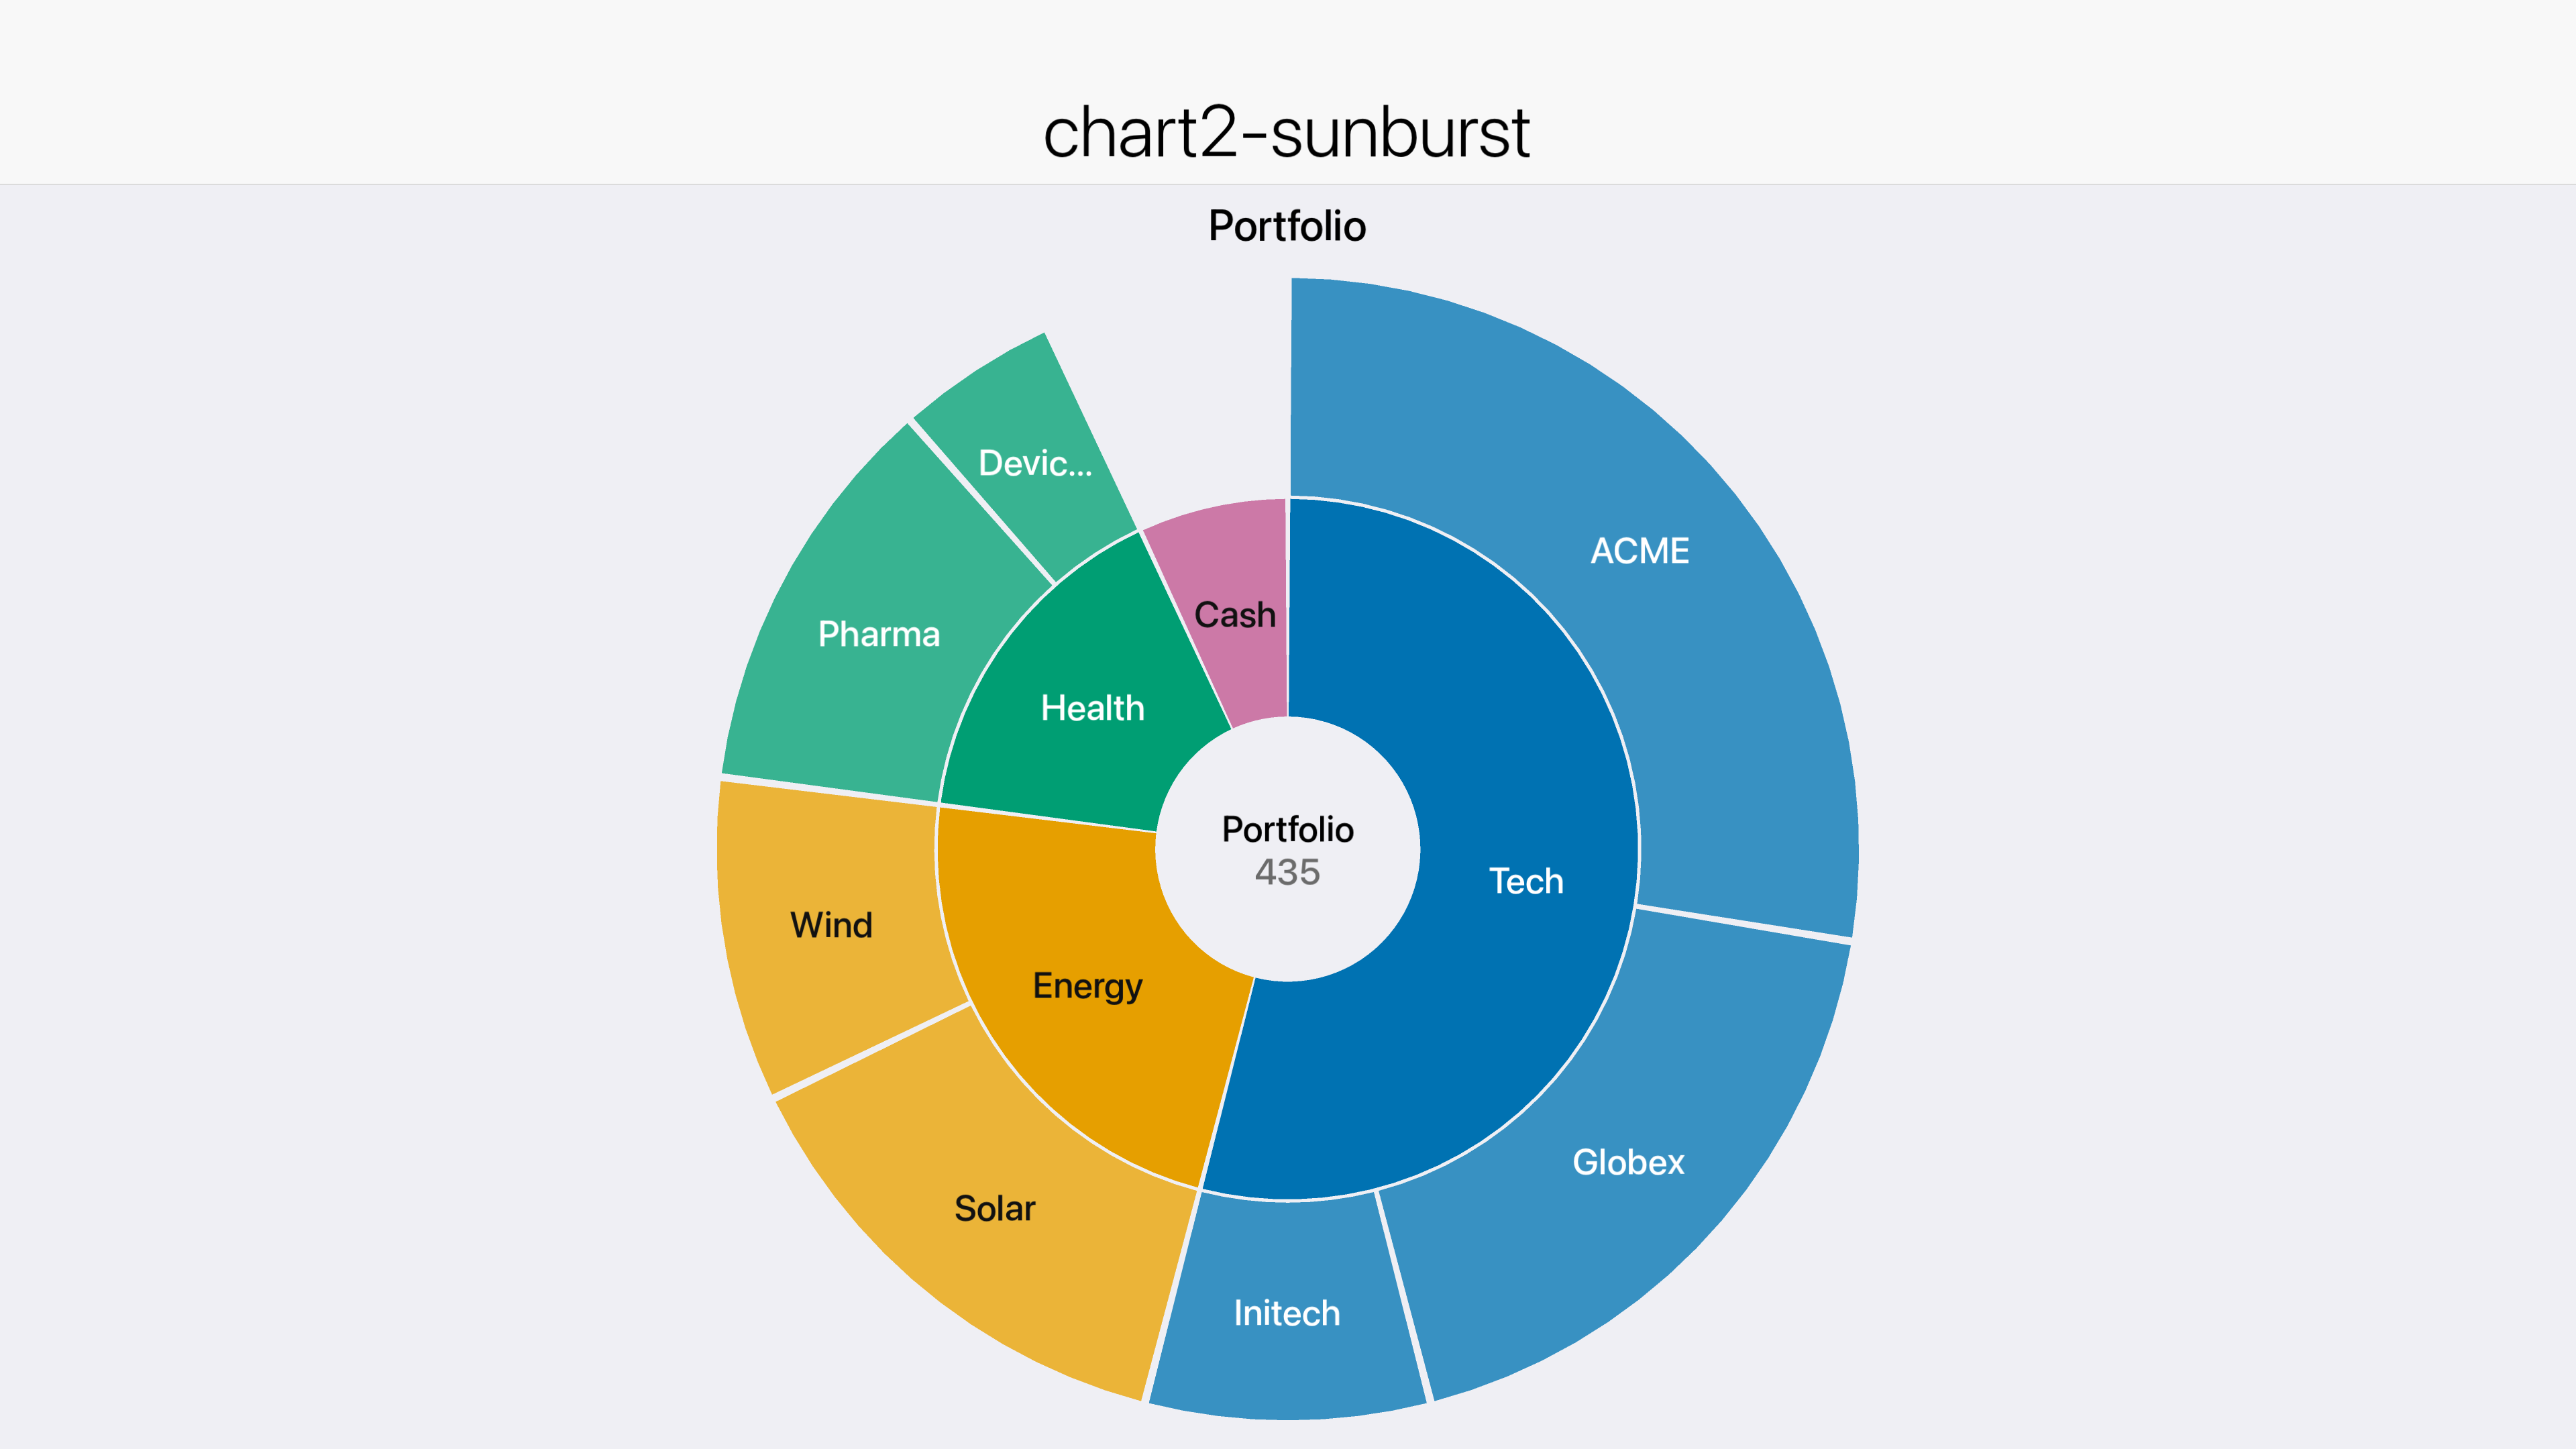 chart2-sunburst
Portfolio
Devic...
ACME
Cash
Pharma
Health
Portfolio
435
Tech
Wind
Energy
Globex
Solar
Initech